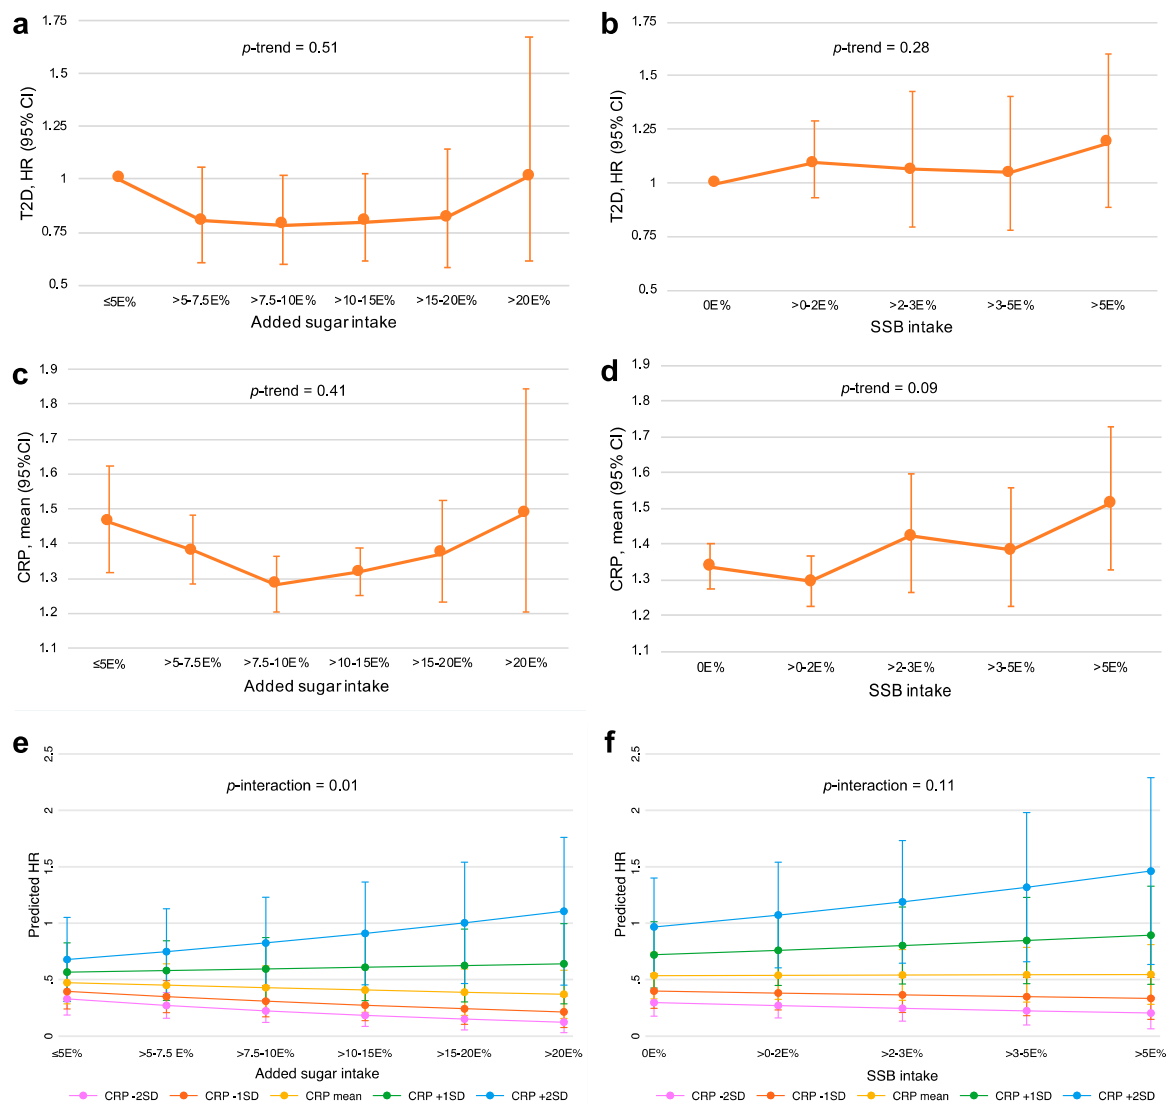 a
1.75
p-trend = 0.51
1.5
1.25
1
0.75
0.5
T2D, HR (95% CI)
≤5E% >5-7.5E% >7.5-10E% >10-15E% >15-20E% >20E%
Added sugar intake
b
1.75
p-trend = 0.28
1.5
1.25
1
0.75
0.5
T2D, HR (95% CI)
0E% >0-2E% >2-3E% >3-5E% >5E%
SSB intake
c
1.9
p-trend = 0.41
1.8
1.7
1.6
1.5
1.4
1.3
1.2
1.1
CRP, mean (95%CI)
≤5E% >5-7.5E% >7.5-10E% >10-15E% >15-20E% >20E%
Added sugar intake
d
1.9
p-trend = 0.09
1.8
1.7
1.6
1.5
1.4
1.3
1.2
1.1
CRP, mean (95% CI)
0E% >0-2E% >2-3E% >3-5E% >5E%
SSB intake
e
2.5
p-interaction = 0.01
2
1.5
1
.5
0
Predicted HR
≤5E% >5-7.5 E% >7.5-10E% >10-15E% >15-20E% >20E%
Added sugar intake
CRP -2SD CRP -1SD CRP mean CRP +1SD CRP +2SD
f
2.5
p-interaction = 0.11
2
1.5
1
.5
0
Predicted HR
0E% >0-2E% >2-3E% >3-5E% >5E%
SSB intake
CRP -2SD CRP -1SD CRP mean CRP +1SD CRP +2SD